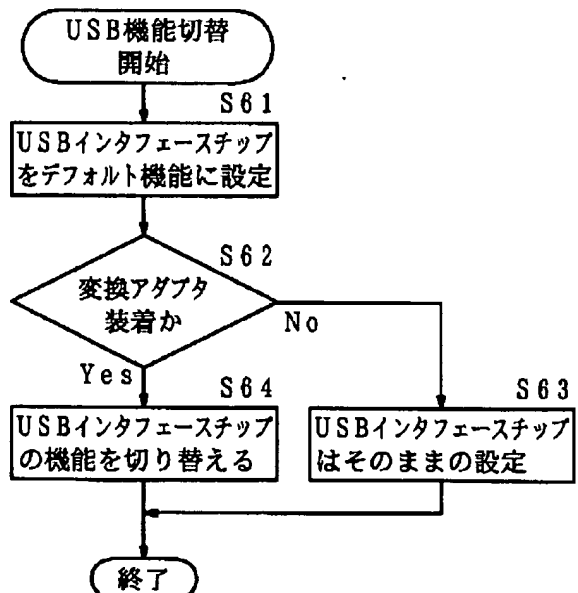 USB機能切替
開始
S61
USBインタフェースチップ
をデフォルト機能に設定
S62
変換アダプタ
装着か
No
Yes
S64
USBインタフェースチップ
の機能を切り替える
S63
USBインタフェースチップ
はそのままの設定
終了